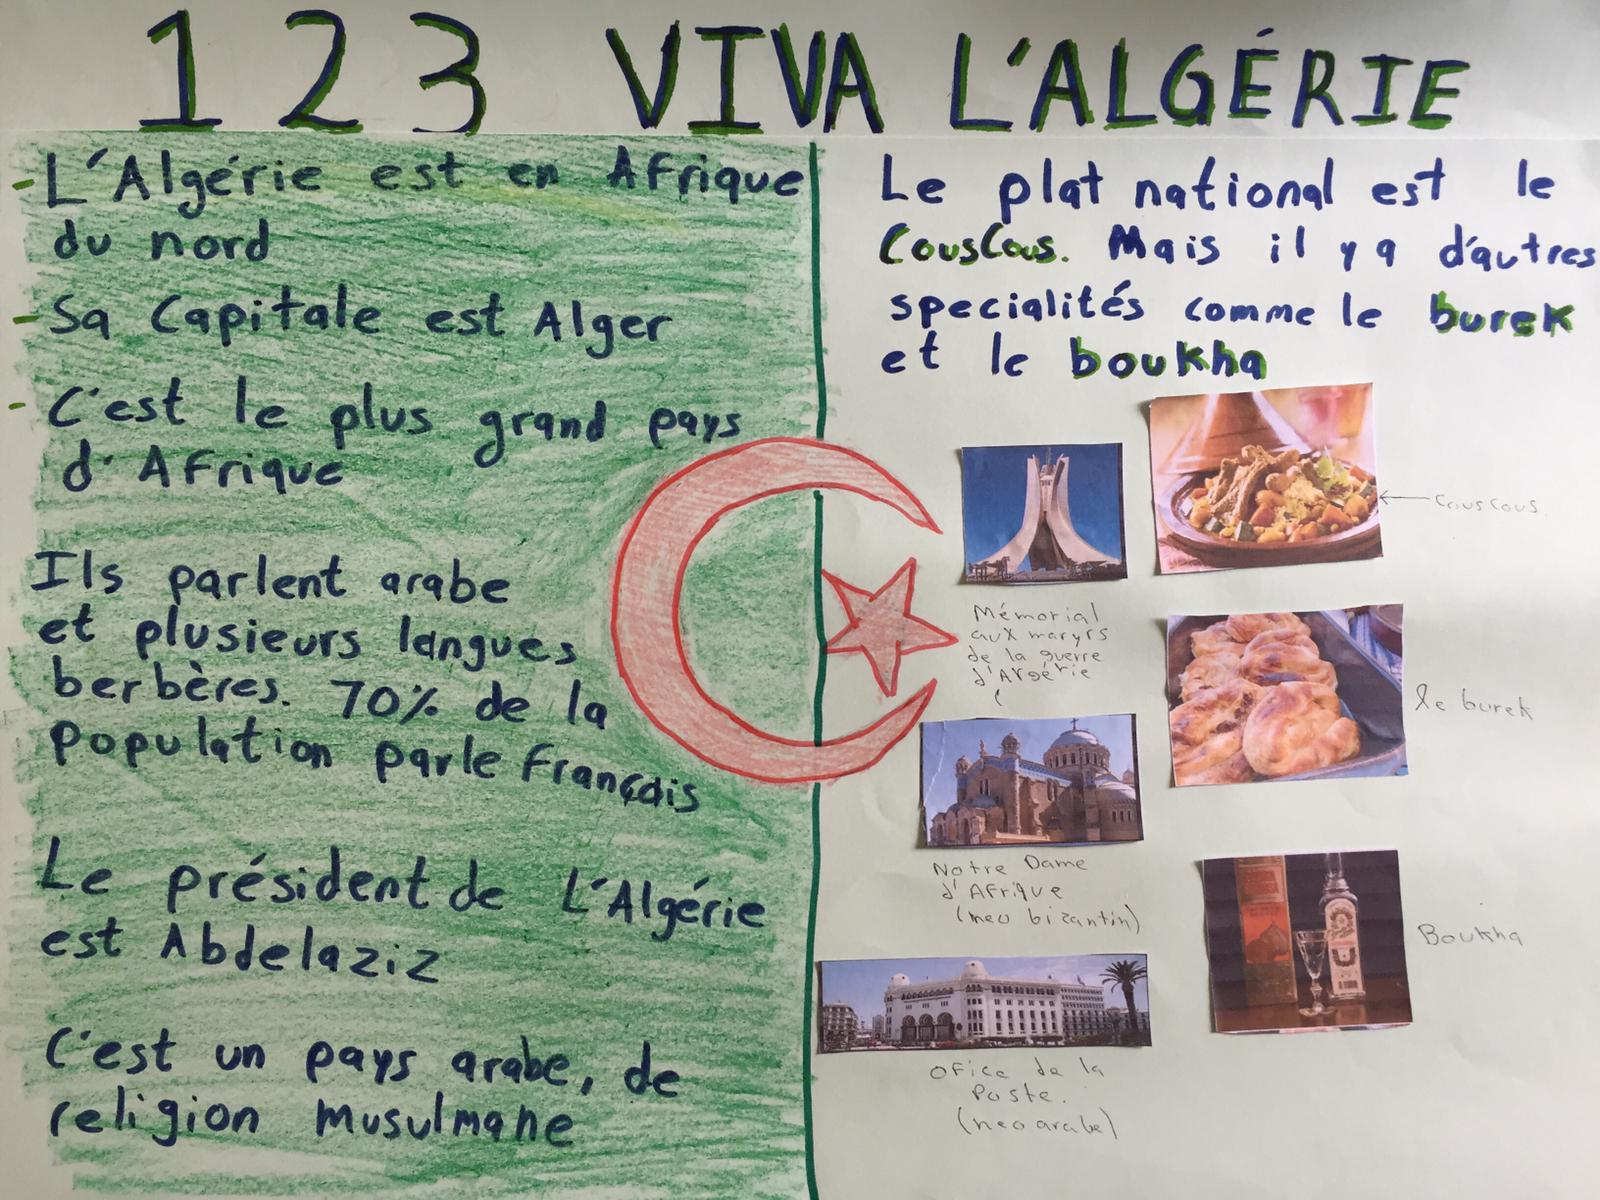 1 2 3 VIVA L'ALGÉRIE
- L'Algérie est en Afrique
du nord
- Sa Capitale est Alger
- C'est le plus grand pays
d'Afrique
Ils parlent arabe
et plusieurs langues
berbères. 70% de la
Population parle Français
Le président de L'Algérie
est Abdelaziz
C'est un pays arabe, de
religion musulmane
Le plat national est le
CousCous. Mais il y a d'autres
specialités comme le burek
et le boukha
couscous
Mémorial
aux maryrs
de la guerre
d'Argérie
le burek
Notre Dame
d'Afrique
(neo bizantin)
Boukha
Ofice de la
Poste.
(neo arabe)